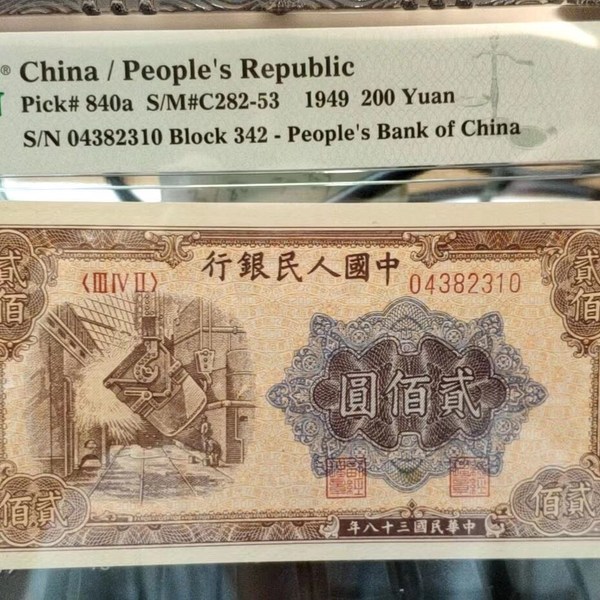 ® China / People's Republic
N Pick# 840a S/M#C282-53 1949 200 Yuan
S/N 04382310 Block 342 - People's Bank of China
貳佰
行銀民人國中
貳佰
〈III IV II〉
04382310
圓佰貳
貳佰
貳佰
年八十三國民華中